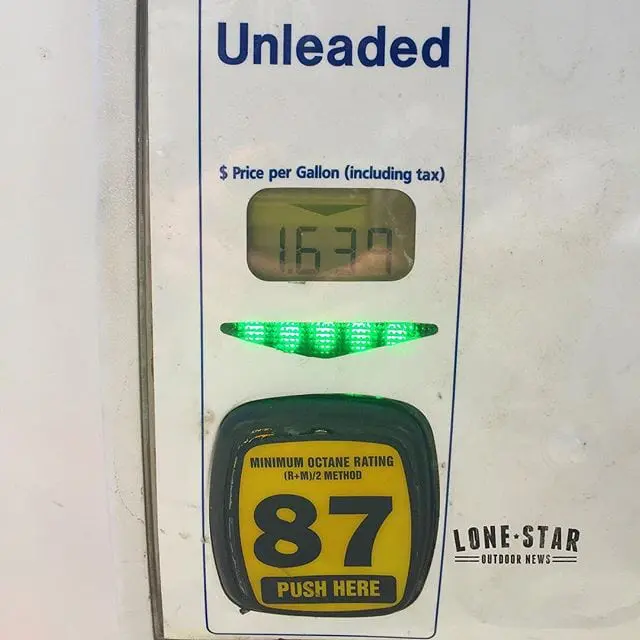 Unleaded
$ Price per Gallon (including tax)
1.637
MINIMUM OCTANE RATING
(R+M)/2 METHOD
87
PUSH HERE
LONE★STAR
OUTDOOR NEWS